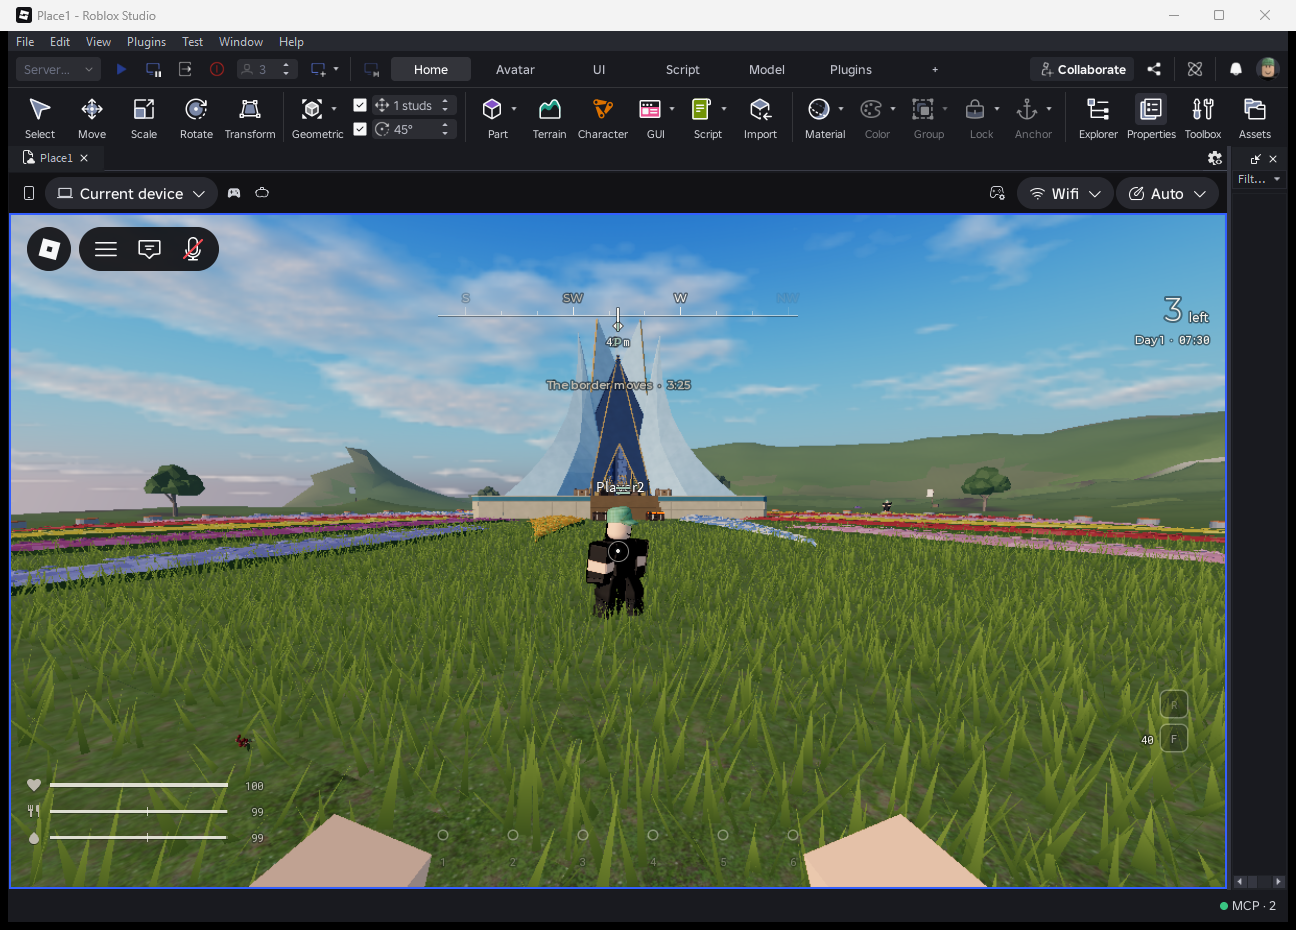 Place1 - Roblox Studio
File Edit View Plugins Test Window Help
Server... 3 Home Avatar UI Script Model Plugins + Collaborate
1 studs
45°
Select Move Scale Rotate Transform Geometric Part Terrain Character GUI Script Import Material Color Group Lock Anchor Explorer Properties Toolbox Assets
Place1
Filt...
Current device Wifi Auto
S SW W NW
3 left
Day1 · 07:30
The border moves · 3:25
R
40 F
100
99
99
1 2 3 4 5 6
MCP · 2